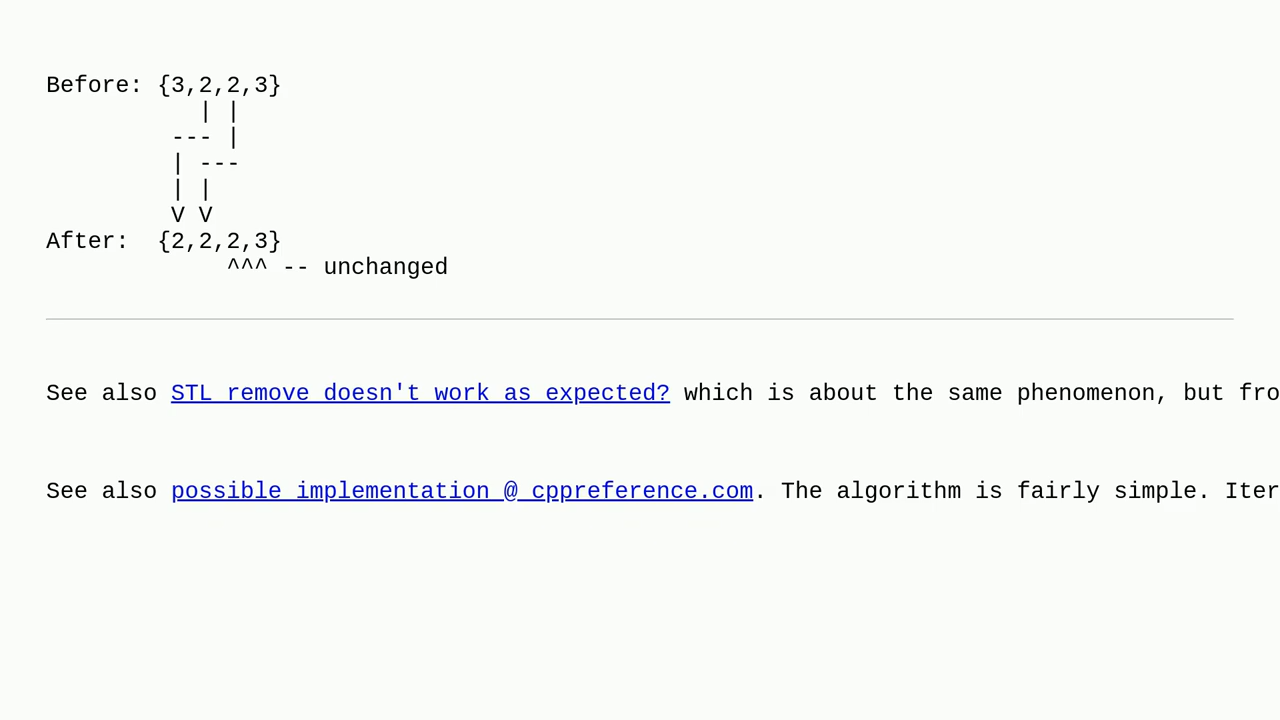 Before: {3,2,2,3}
           | |
         --- |
         | ---
         | |
         V V
After:  {2,2,2,3}
             ^^^ -- unchanged
See also STL remove doesn't work as expected? which is about the same phenomenon, but fro
See also possible implementation @ cppreference.com. The algorithm is fairly simple. Iter